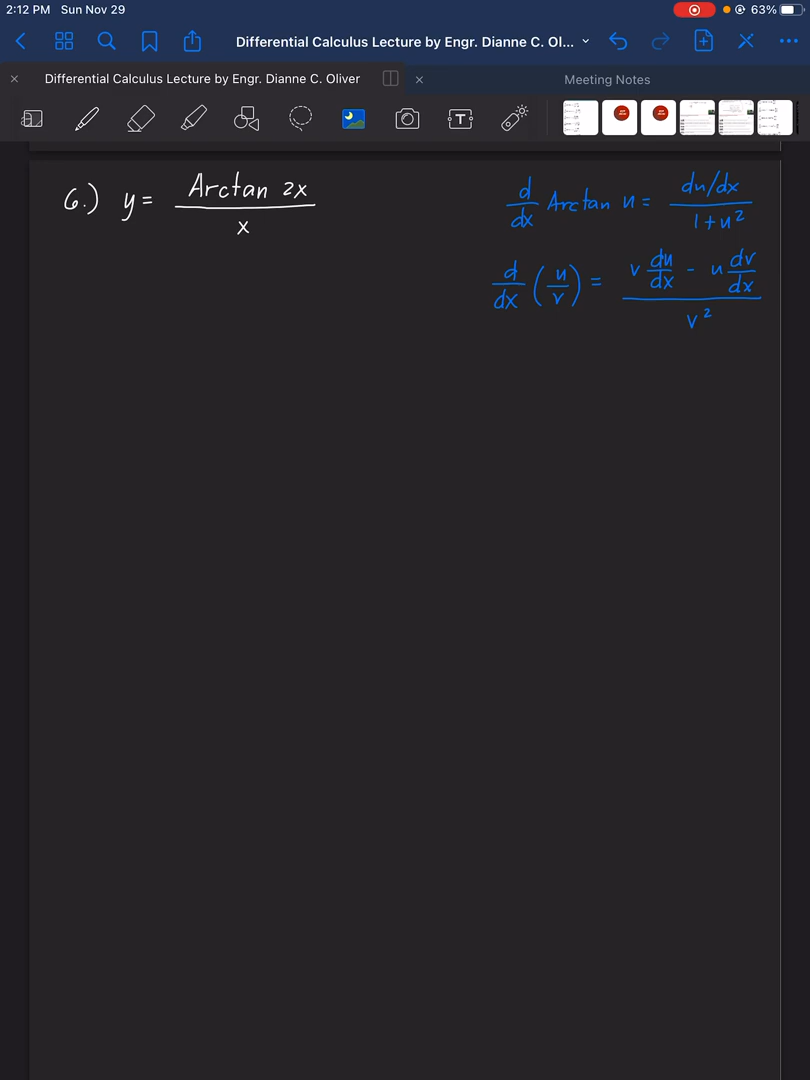 2:12 PM Sun Nov 29 63%
Differential Calculus Lecture by Engr. Dianne C. Ol...
Differential Calculus Lecture by Engr. Dianne C. Oliver
Meeting Notes
6.) y = Arctan 2x / x
d/dx Arctan u = du/dx / 1 + u²
d/dx (u/v) = v du/dx - u dv/dx / v²